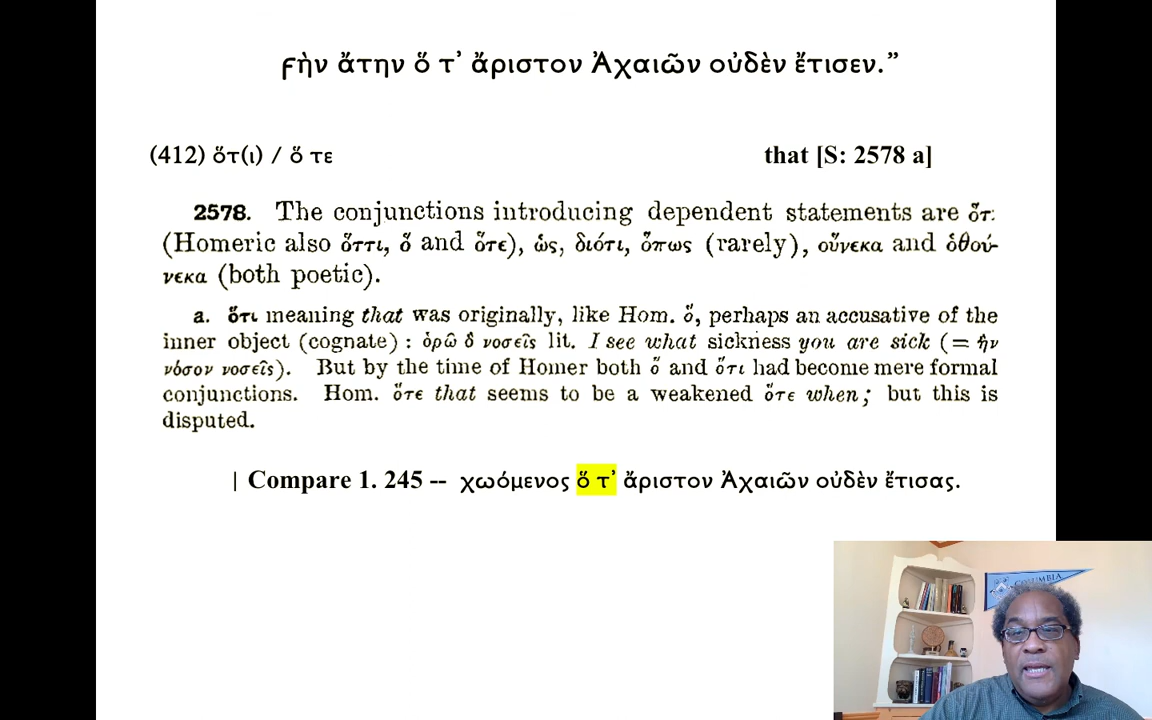 ϝὴν ἄτην ὅ τ’ ἄριστον Ἀχαιῶν οὐδὲν ἔτισεν.”
(412) ὅτ(ι) / ὅ τε that [S: 2578 a]
2578. The conjunctions introducing dependent statements are ὅτι
(Homeric also ὅττι, ὅ and ὅτε), ὡς, διότι, ὅπως (rarely), οὕνεκα and ὁθού-
νεκα (both poetic).
a. ὅτι meaning that was originally, like Hom. ὅ, perhaps an accusative of the
inner object (cognate) : ὁρῶ ὃ νοσεῖς lit. I see what sickness you are sick (= ἣν
νόσον νοσεῖς). But by the time of Homer both ὅ and ὅτι had become mere formal
conjunctions. Hom. ὅτε that seems to be a weakened ὅτε when; but this is
disputed.
| Compare 1. 245 -- χωόμενος ὅ τ’ ἄριστον Ἀχαιῶν οὐδὲν ἔτισας.
COLUMBIA